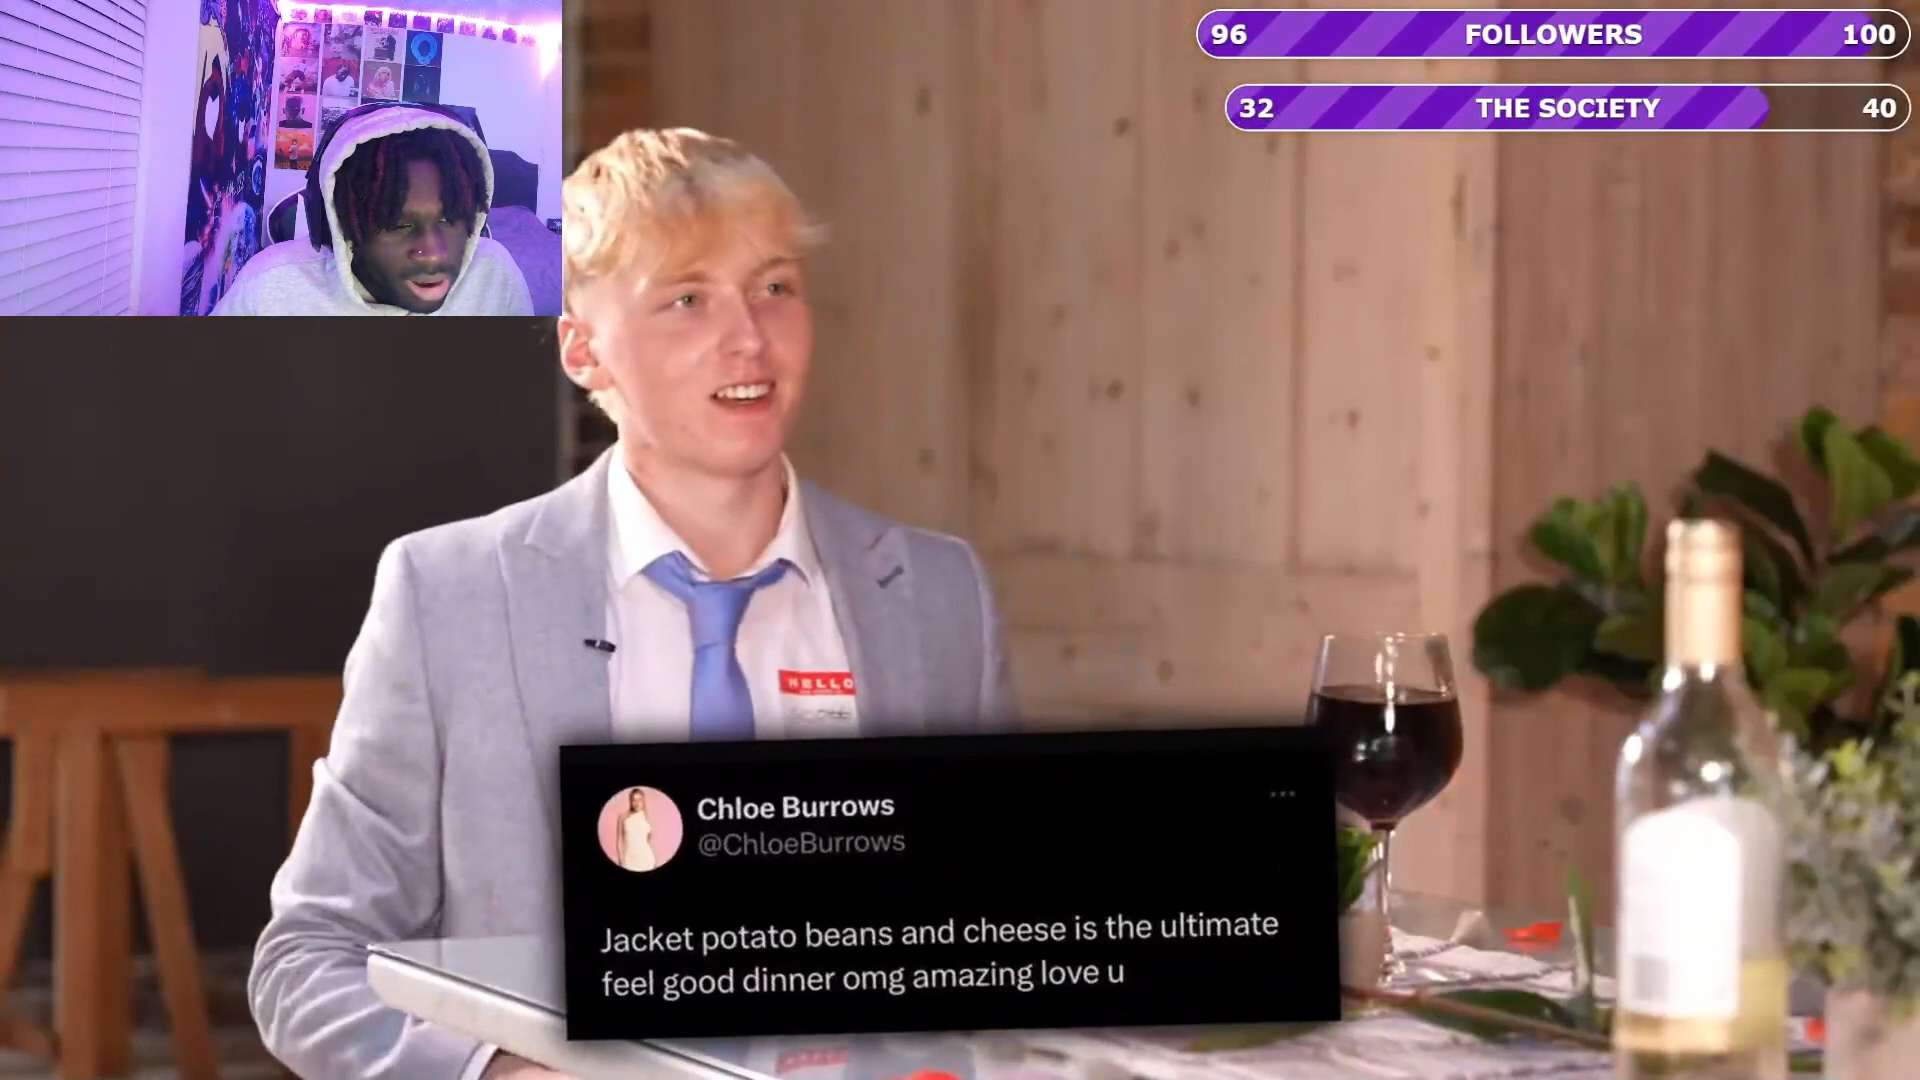 96 FOLLOWERS 100
32 THE SOCIETY 40
HELLO
Chloe Burrows
@ChloeBurrows
Jacket potato beans and cheese is the ultimate
feel good dinner omg amazing love u